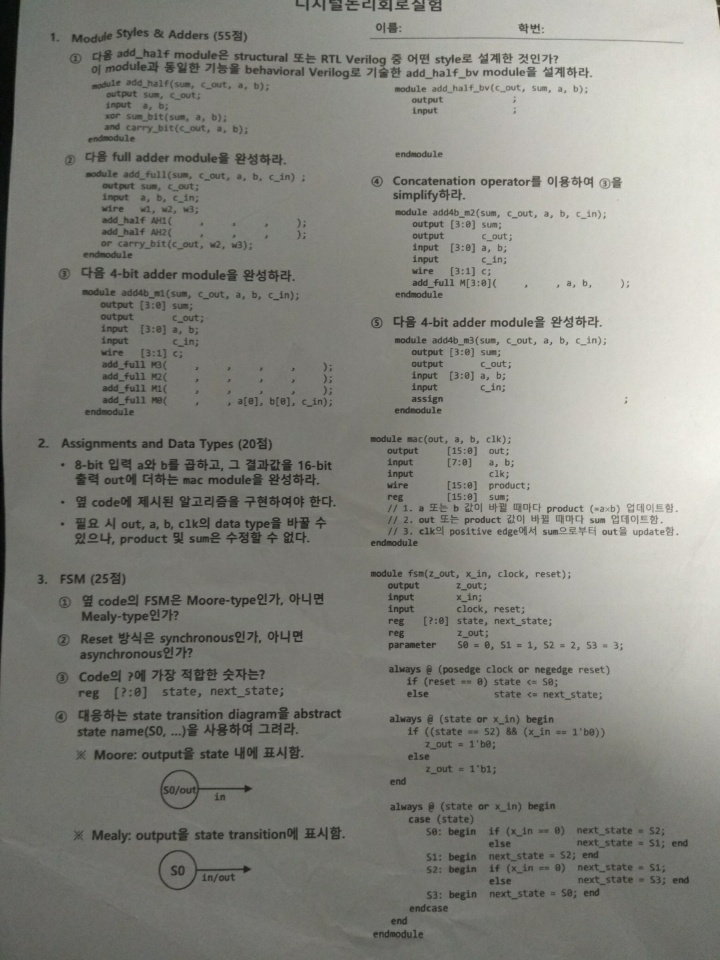 디지털논리회로실험
이름: 학번:
1. Module Styles & Adders (55점)
① 다음 add_half module은 structural 또는 RTL Verilog 중 어떤 style로 설계한 것인가?
이 module과 동일한 기능을 behavioral Verilog로 기술한 add_half_bv module을 설계하라.
module add_half(sum, c_out, a, b);
output sum, c_out;
input a, b;
xor sum_bit(sum, a, b);
and carry_bit(c_out, a, b);
endmodule
module add_half_bv(c_out, sum, a, b);
output ;
input ;
endmodule
② 다음 full adder module을 완성하라.
module add_full(sum, c_out, a, b, c_in) ;
output sum, c_out;
input a, b, c_in;
wire w1, w2, w3;
add_half AH1( , , , );
add_half AH2( , , , );
or carry_bit(c_out, w2, w3);
endmodule
③ 다음 4-bit adder module을 완성하라.
module add4b_m1(sum, c_out, a, b, c_in);
output [3:0] sum;
output c_out;
input [3:0] a, b;
input c_in;
wire [3:1] c;
add_full M3( , , , , );
add_full M2( , , , , );
add_full M1( , , , , );
add_full M0( , , a[0], b[0], c_in);
endmodule
④ Concatenation operator를 이용하여 ③을
simplify하라.
module add4b_m2(sum, c_out, a, b, c_in);
output [3:0] sum;
output c_out;
input [3:0] a, b;
input c_in;
wire [3:1] c;
add_full M[3:0]( , , a, b, );
endmodule
⑤ 다음 4-bit adder module을 완성하라.
module add4b_m3(sum, c_out, a, b, c_in);
output [3:0] sum;
output c_out;
input [3:0] a, b;
input c_in;
assign ;
endmodule
2. Assignments and Data Types (20점)
• 8-bit 입력 a와 b를 곱하고, 그 결과값을 16-bit
출력 out에 더하는 mac module을 완성하라.
• 옆 code에 제시된 알고리즘을 구현하여야 한다.
• 필요 시 out, a, b, clk의 data type을 바꿀 수
있으나, product 및 sum은 수정할 수 없다.
module mac(out, a, b, clk);
output [15:0] out;
input [7:0] a, b;
input clk;
wire [15:0] product;
reg [15:0] sum;
// 1. a 또는 b 값이 바뀔 때마다 product (=a×b) 업데이트함.
// 2. out 또는 product 값이 바뀔 때마다 sum 업데이트함.
// 3. clk의 positive edge에서 sum으로부터 out을 update함.
endmodule
3. FSM (25점)
① 옆 code의 FSM은 Moore-type인가, 아니면
Mealy-type인가?
② Reset 방식은 synchronous인가, 아니면
asynchronous인가?
③ Code의 ?에 가장 적합한 숫자는?
reg [?:0] state, next_state;
④ 대응하는 state transition diagram을 abstract
state name(S0, ...)을 사용하여 그려라.
※ Moore: output을 state 내에 표시함.
S0/out
in
※ Mealy: output을 state transition에 표시함.
S0
in/out
module fsm(z_out, x_in, clock, reset);
output z_out;
input x_in;
input clock, reset;
reg [?:0] state, next_state;
reg z_out;
parameter S0 = 0, S1 = 1, S2 = 2, S3 = 3;
always @ (posedge clock or negedge reset)
if (reset == 0) state <= S0;
else state <= next_state;
always @ (state or x_in) begin
if ((state == S2) && (x_in == 1'b0))
z_out = 1'b0;
else
z_out = 1'b1;
end
always @ (state or x_in) begin
case (state)
S0: begin if (x_in == 0) next_state = S2;
else next_state = S1; end
S1: begin next_state = S2; end
S2: begin if (x_in == 0) next_state = S1;
else next_state = S3; end
S3: begin next_state = S0; end
endcase
end
endmodule